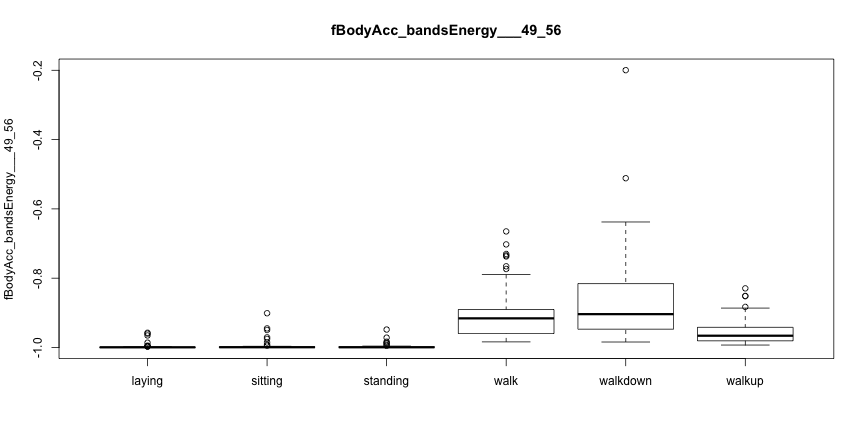 fBodyAcc_bandsEnergy___49_56
fBodyAcc_bandsEnergy___49_56
-0.2
-0.4
-0.6
-0.8
-1.0
laying sitting standing walk walkdown walkup